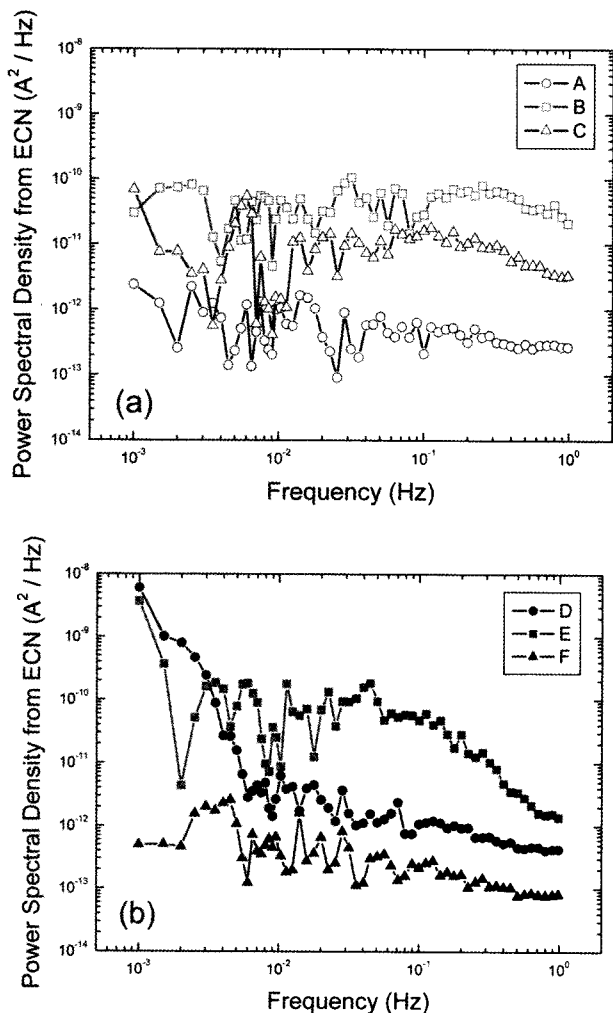 Power Spectral Density from ECN (A² / Hz)
10⁻⁸
10⁻⁹
10⁻¹⁰
10⁻¹¹
10⁻¹²
10⁻¹³
10⁻¹⁴
A
B
C
(a)
10⁻³
10⁻²
10⁻¹
10⁰
Frequency (Hz)
Power Spectral Density from ECN (A² / Hz)
10⁻⁸
10⁻⁹
10⁻¹⁰
10⁻¹¹
10⁻¹²
10⁻¹³
10⁻¹⁴
D
E
F
(b)
10⁻³
10⁻²
10⁻¹
10⁰
Frequency (Hz)